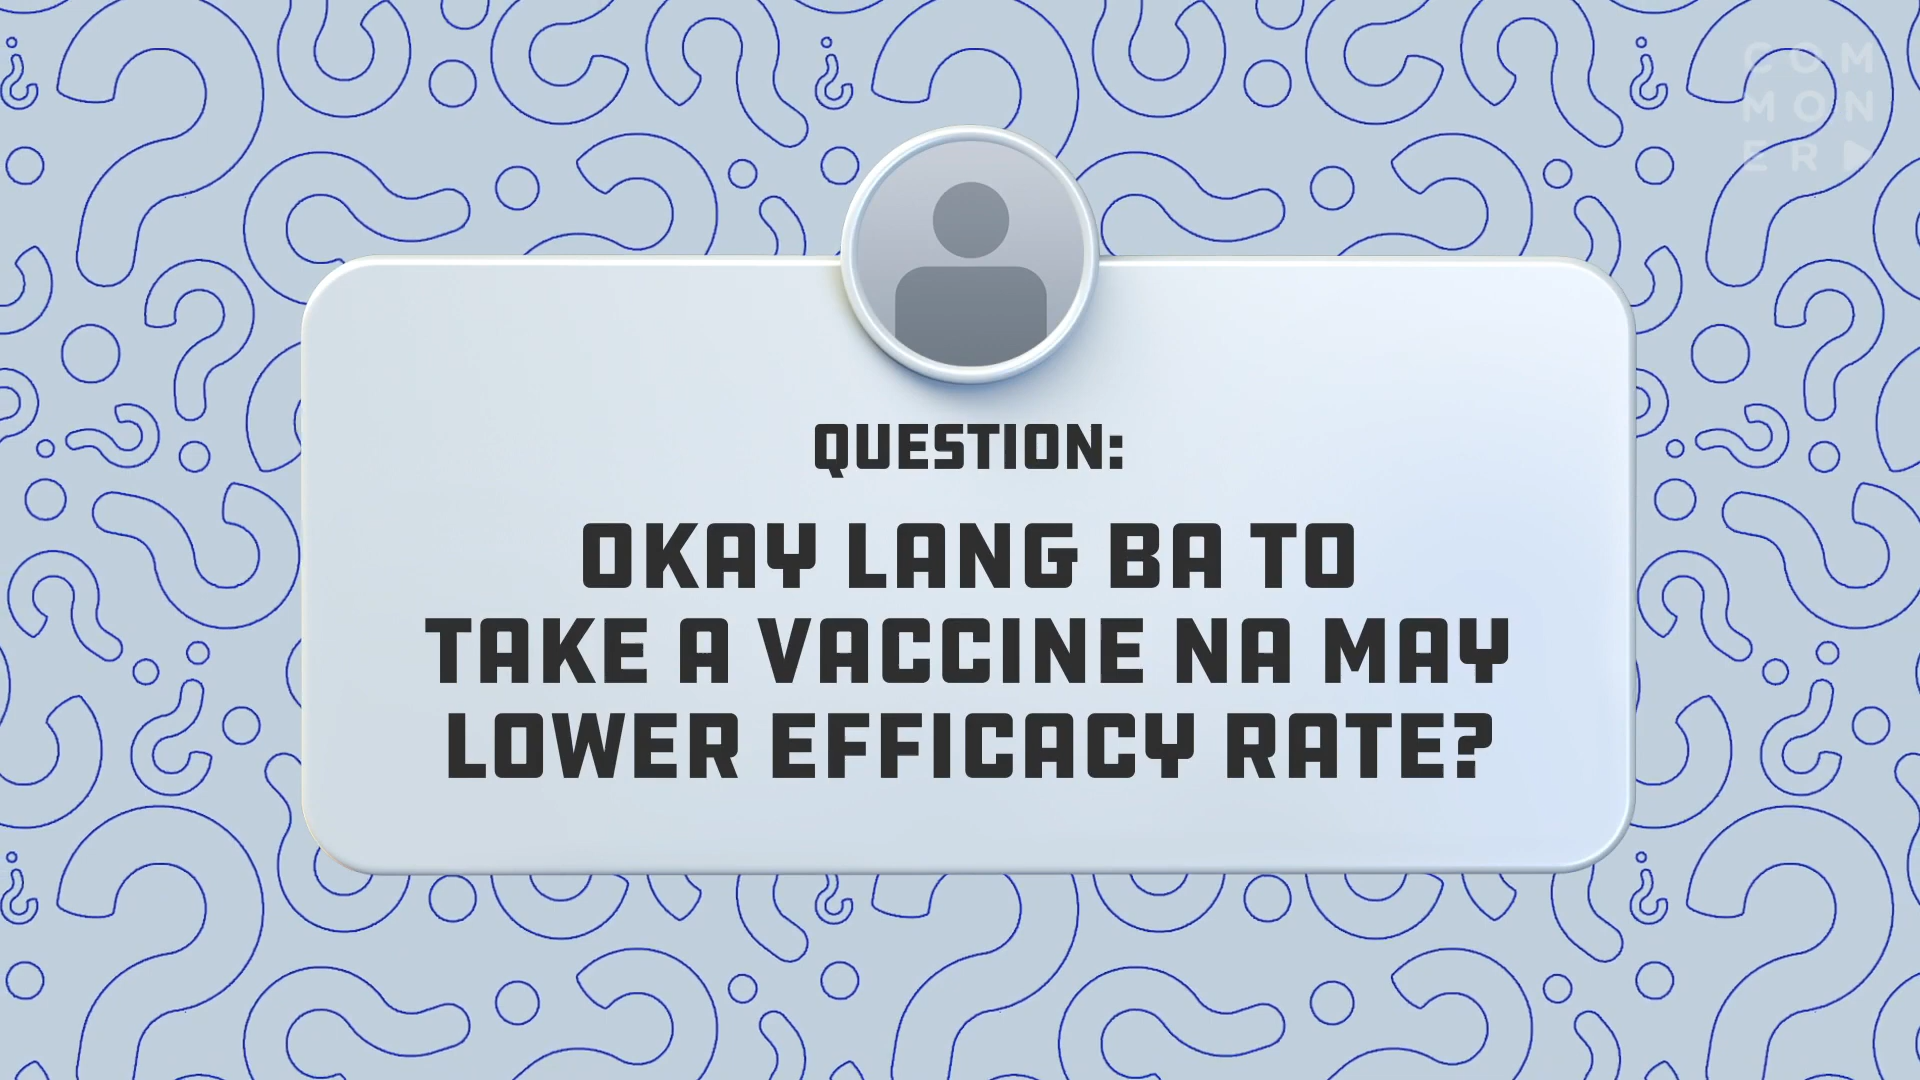 COM
MON
ER
QUESTION:
OKAY LANG BA TO
TAKE A VACCINE NA MAY
LOWER EFFICACY RATE?